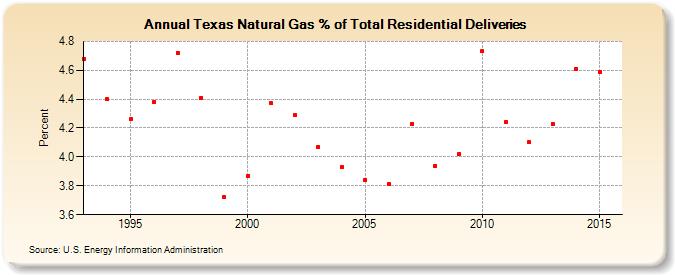 Annual Texas Natural Gas % of Total Residential Deliveries
Percent
4.8
4.6
4.4
4.2
4.0
3.8
3.6
1995 2000 2005 2010 2015
Source: U.S. Energy Information Administration